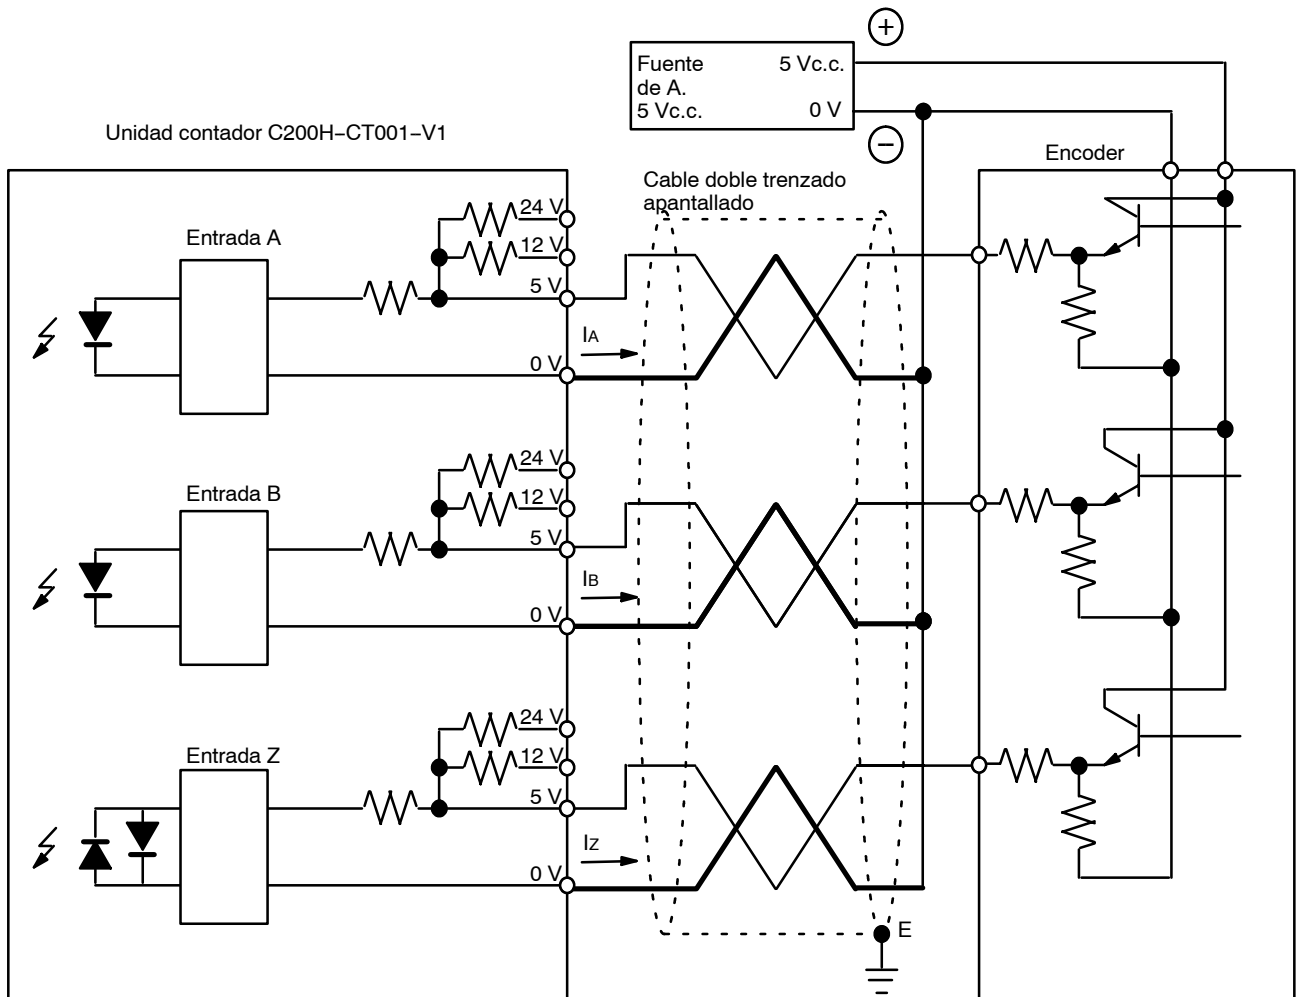 +
Fuente 5 Vc.c.
de A.
5 Vc.c. 0 V
−
Unidad contador C200H−CT001−V1
Encoder
Cable doble trenzado
apantallado
24 V
Entrada A
12 V
5 V
IA
0 V
24 V
Entrada B
12 V
5 V
IB
0 V
24 V
Entrada Z
12 V
5 V
IZ
0 V
E